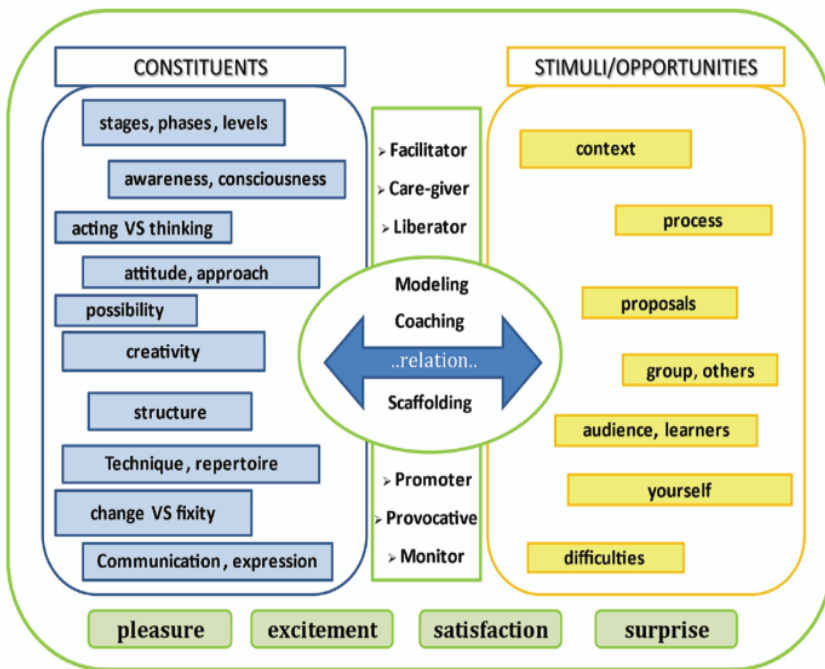 CONSTITUENTS
stages, phases, levels
awareness, consciousness
acting VS thinking
attitude, approach
possibility
creativity
structure
Technique, repertoire
change VS fixity
Communication , expression
➢ Facilitator
➢ Care-giver
➢ Liberator
Modeling
Coaching
..relation..
Scaffolding
➢ Promoter
➢ Provocative
➢ Monitor
STIMULI/OPPORTUNITIES
context
process
proposals
group, others
audience, learners
yourself
difficulties
pleasure
excitement
satisfaction
surprise